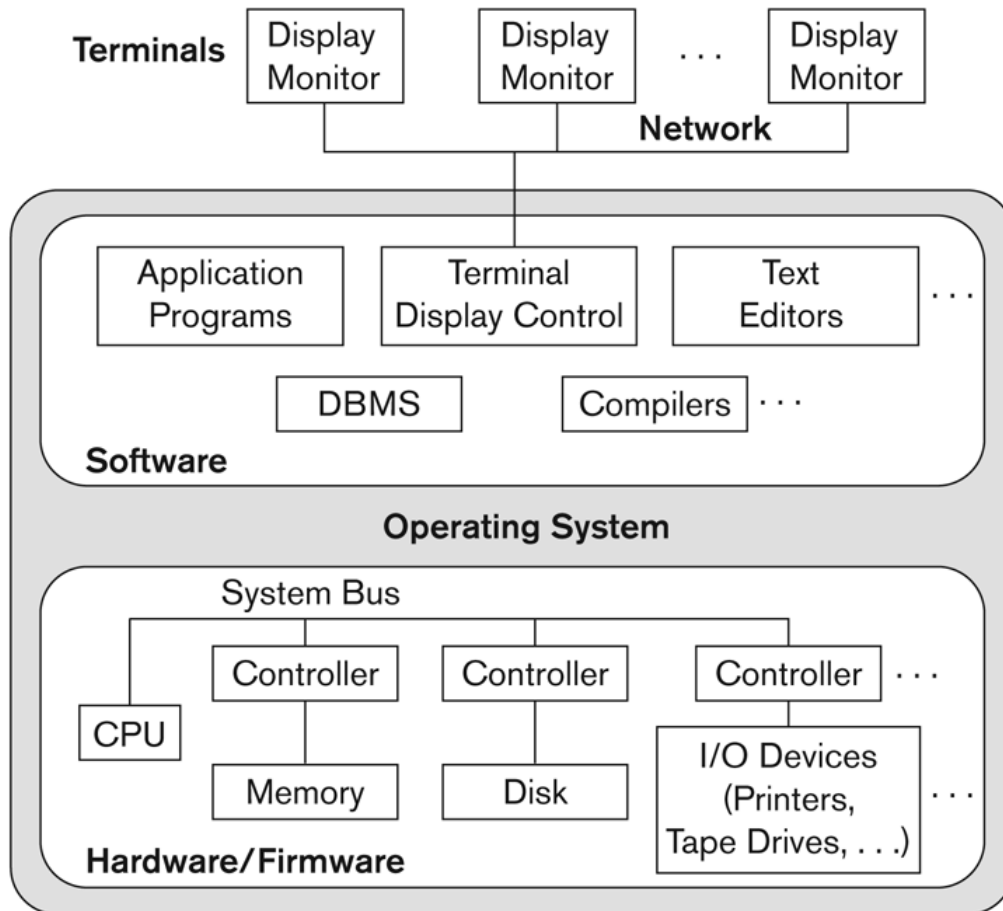 Terminals
Display
Monitor
Display
Monitor
. . .
Display
Monitor
Network
Application
Programs
Terminal
Display Control
Text
Editors
. . .
DBMS
Compilers
. . .
Software
Operating System
System Bus
Controller
Controller
Controller
. . .
CPU
Memory
Disk
I/O Devices
(Printers,
Tape Drives, . . .)
. . .
Hardware/Firmware